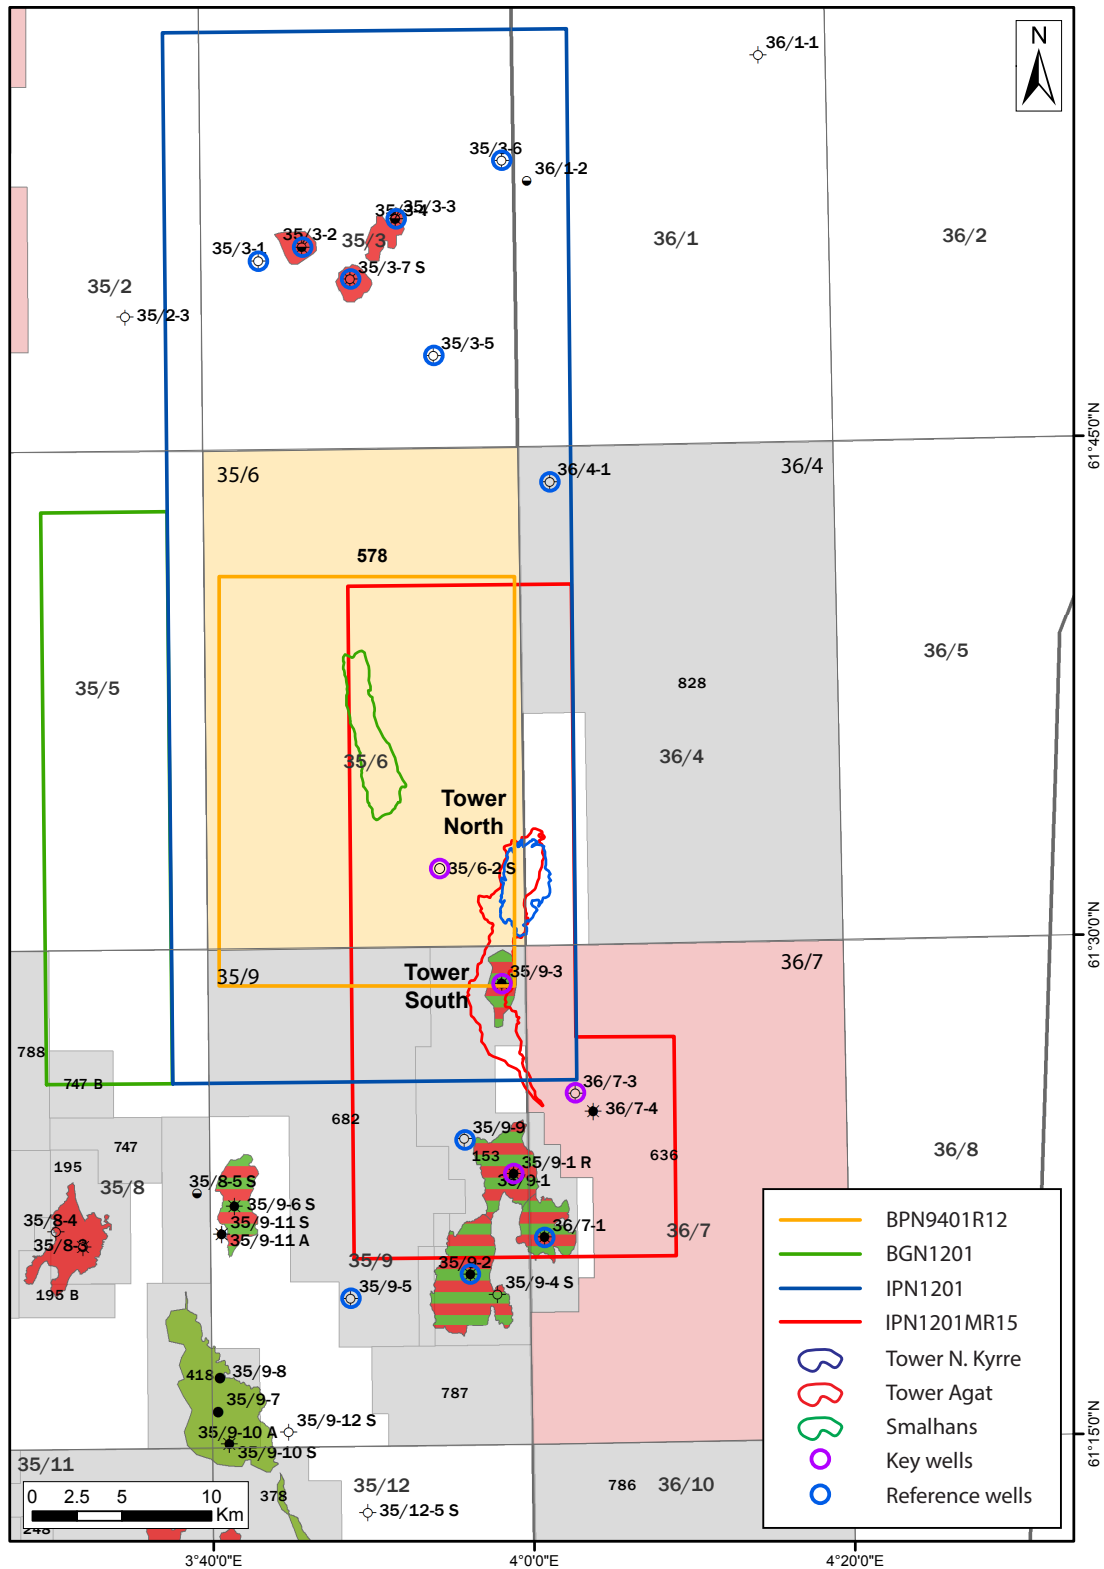 N
36/1-1
35/3-6
36/1-2
35/3-3
35/3-4
35/3-2
35/3
35/3-1
35/3-7 S
36/1
36/2
35/2
35/2-3
35/3-5
61°45'0"N
35/6
36/4-1
36/4
578
36/5
35/5
828
35/6
36/4
Tower
North
35/6-2 S
61°30'0"N
35/9
Tower
South
35/9-3
36/7
788
747 B
36/7-3
36/7-4
682
35/9-9
747
153
636
36/8
195
35/8
35/9-1 R
35/9-1
35/8-5 S
35/9-6 S
35/8-4
35/9-11 S
36/7-1
36/7
35/8-3
35/9-11 A
35/9
35/9-2
35/9-5
35/9-4 S
195 B
418
35/9-8
787
35/9-7
35/9-12 S
35/9-10 A
35/9-10 S
61°15'0"N
35/11
35/12
786
36/10
378
35/12-5 S
248
0 2.5 5 10
Km
BPN9401R12
BGN1201
IPN1201
IPN1201MR15
Tower N. Kyrre
Tower Agat
Smalhans
Key wells
Reference wells
3°40'0"E
4°0'0"E
4°20'0"E